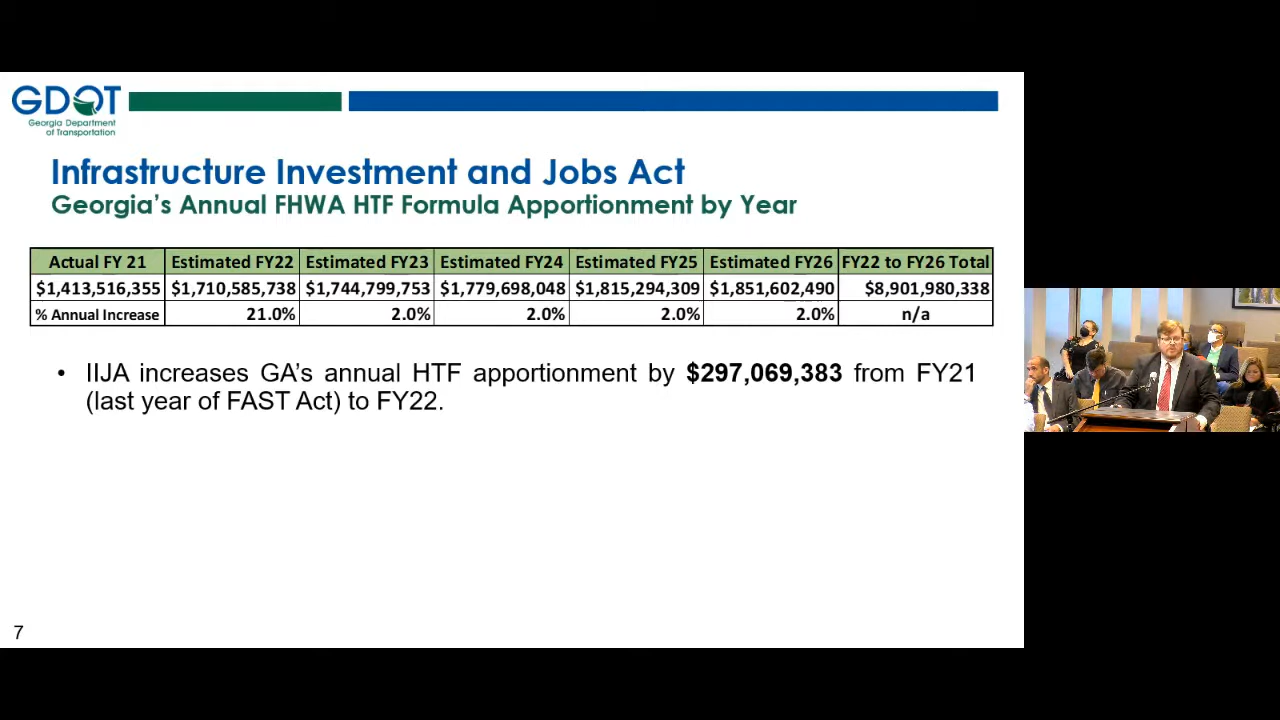 GDOT
Georgia Department
of Transportation
Infrastructure Investment and Jobs Act
Georgia's Annual FHWA HTF Formula Apportionment by Year
Actual FY 21 Estimated FY22 Estimated FY23 Estimated FY24 Estimated FY25 Estimated FY26 FY22 to FY26 Total
$1,413,516,355 $1,710,585,738 $1,744,799,753 $1,779,698,048 $1,815,294,309 $1,851,602,490 $8,901,980,338
% Annual Increase 21.0% 2.0% 2.0% 2.0% 2.0% n/a
• IIJA increases GA's annual HTF apportionment by $297,069,383 from FY21
(last year of FAST Act) to FY22.
7